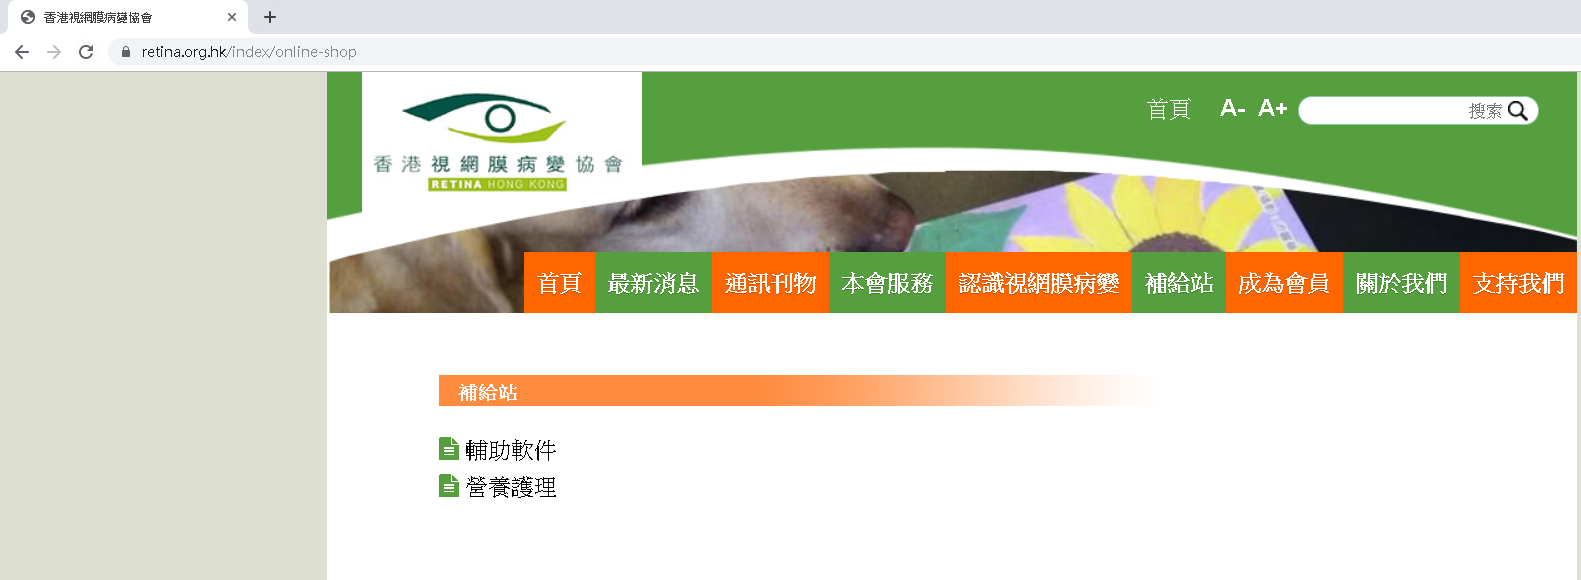 香港視網膜病變協會
retina.org.hk/index/online-shop
首頁 A- A+ 搜索
香港視網膜病變協會
RETINA HONG KONG
首頁 最新消息 通訊刊物 本會服務 認識視網膜病變 補給站 成為會員 關於我們 支持我們
補給站
輔助軟件
營養護理